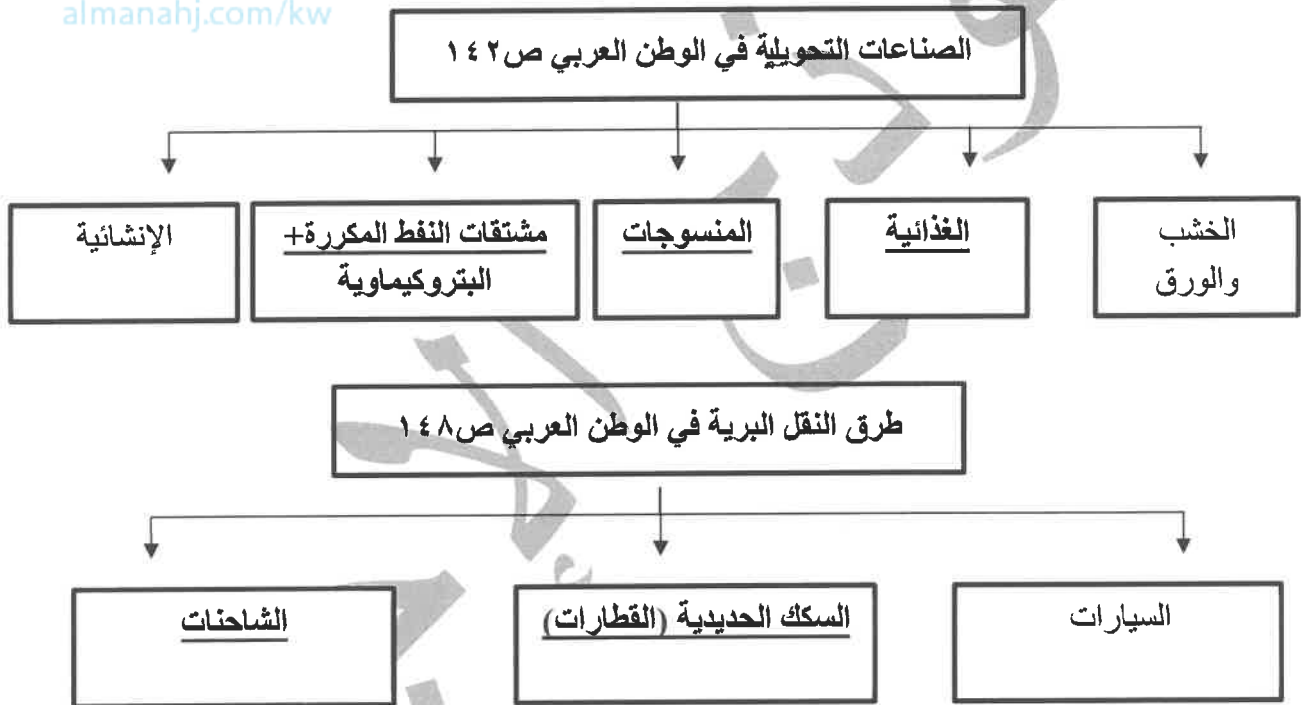 almanahj.com/kw
الصناعات التحويلية في الوطن العربي ص١٤٢
الخشب
والورق
الغذائية
المنسوجات
مشتقات النفط المكررة+
البتروكيماوية
الإنشائية
طرق النقل البرية في الوطن العربي ص١٤٨
السيارات
السكك الحديدية (القطارات)
الشاحنات